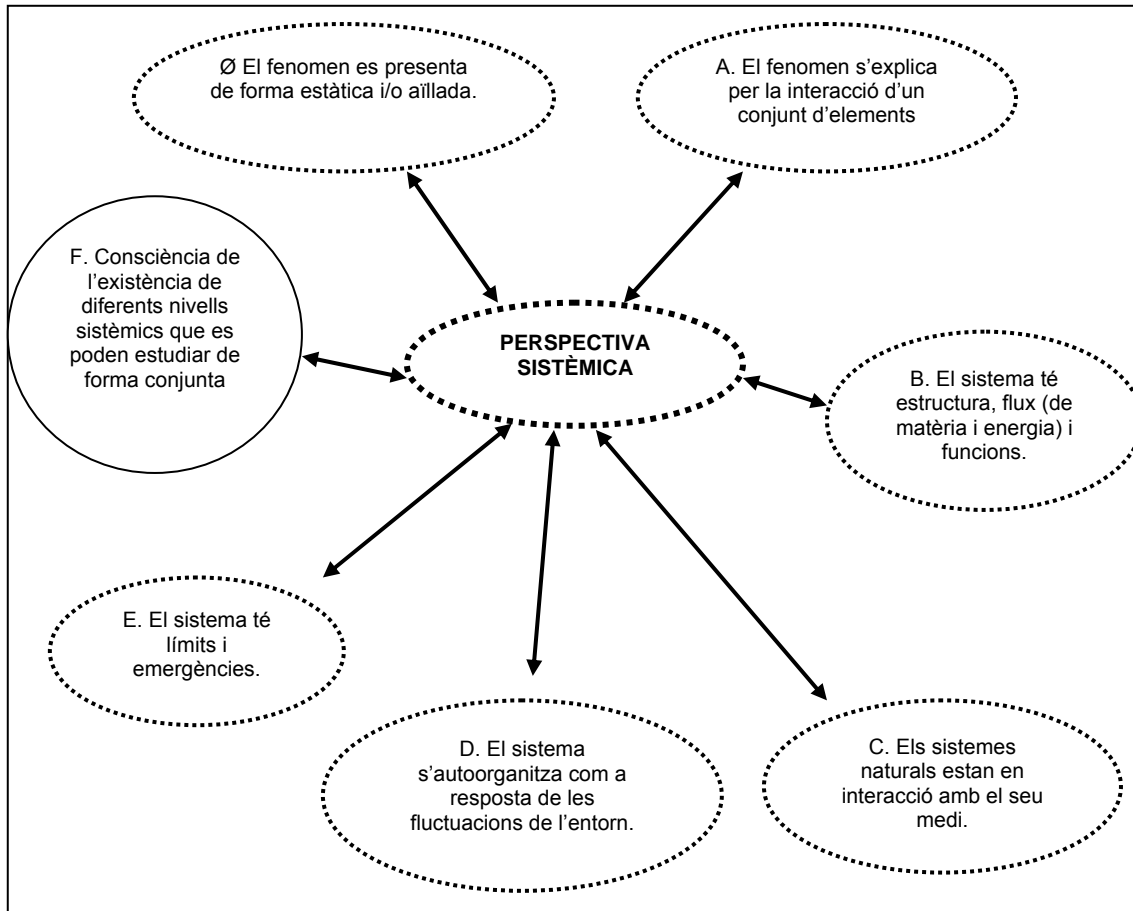 Ø El fenomen es presenta
de forma estàtica i/o aïllada.
A. El fenomen s’explica
per la interacció d’un
conjunt d’elements
F. Consciència de
l’existència de
diferents nivells
sistèmics que es
poden estudiar de
forma conjunta
PERSPECTIVA
SISTÈMICA
B. El sistema té
estructura, flux (de
matèria i energia) i
funcions.
E. El sistema té
límits i
emergències.
D. El sistema
s’autoorganitza com a
resposta de les
fluctuacions de l’entorn.
C. Els sistemes
naturals estan en
interacció amb el seu
medi.